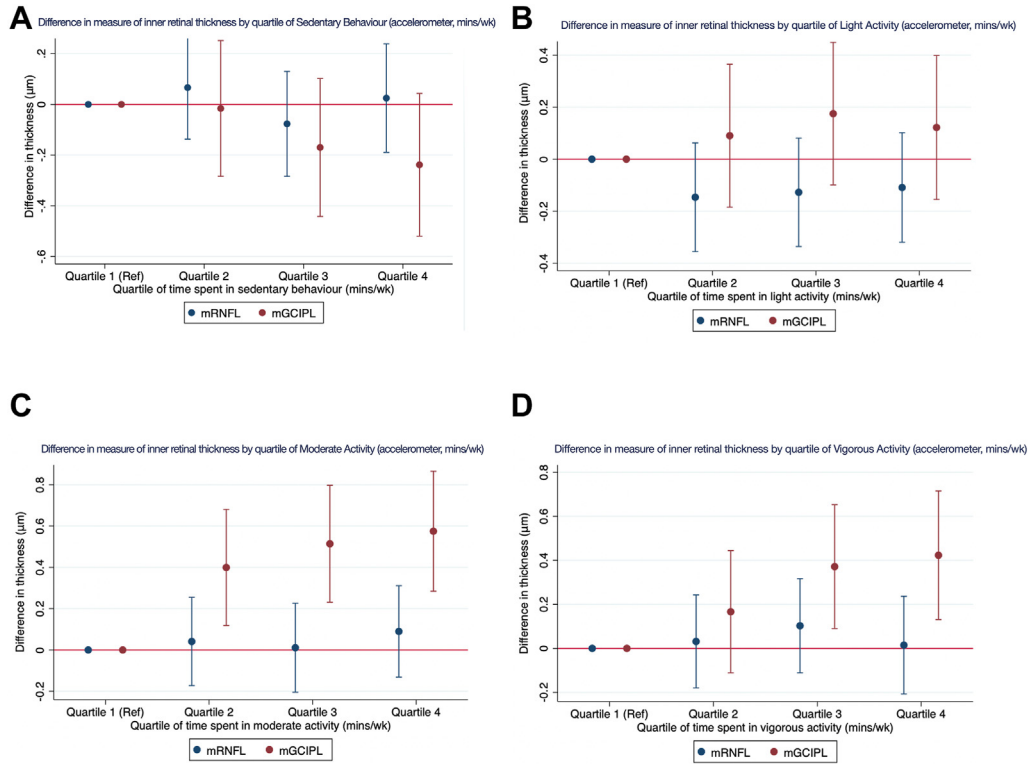 A
Difference in measure of inner retinal thickness by quartile of Sedentary Behaviour (accelerometer, mins/wk)
Difference in thickness (µm)
.2
0
-.2
-.4
-.6
Quartile 1 (Ref) Quartile 2 Quartile 3 Quartile 4
Quartile of time spent in sedentary behaviour (mins/wk)
mRNFL mGCIPL
B
Difference in measure of inner retinal thickness by quartile of Light Activity (accelerometer, mins/wk)
Difference in thickness (µm)
0.4
0.2
0
-0.2
-0.4
Quartile 1 (Ref) Quartile 2 Quartile 3 Quartile 4
Quartile of time spent in light activity (mins/wk)
mRNFL mGCIPL
C
Difference in measure of inner retinal thickness by quartile of Moderate Activity (accelerometer, mins/wk)
Difference in thickness (µm)
0.8
0.6
0.4
0.2
0
-0.2
Quartile 1 (Ref) Quartile 2 Quartile 3 Quartile 4
Quartile of time spent in moderate activity (mins/wk)
mRNFL mGCIPL
D
Difference in measure of inner retinal thickness by quartile of Vigorous Activity (accelerometer, mins/wk)
Difference in thickness (µm)
0.8
0.6
0.4
0.2
0
-0.2
Quartile 1 (Ref) Quartile 2 Quartile 3 Quartile 4
Quartile of time spent in vigorous activity (mins/wk)
mRNFL mGCIPL